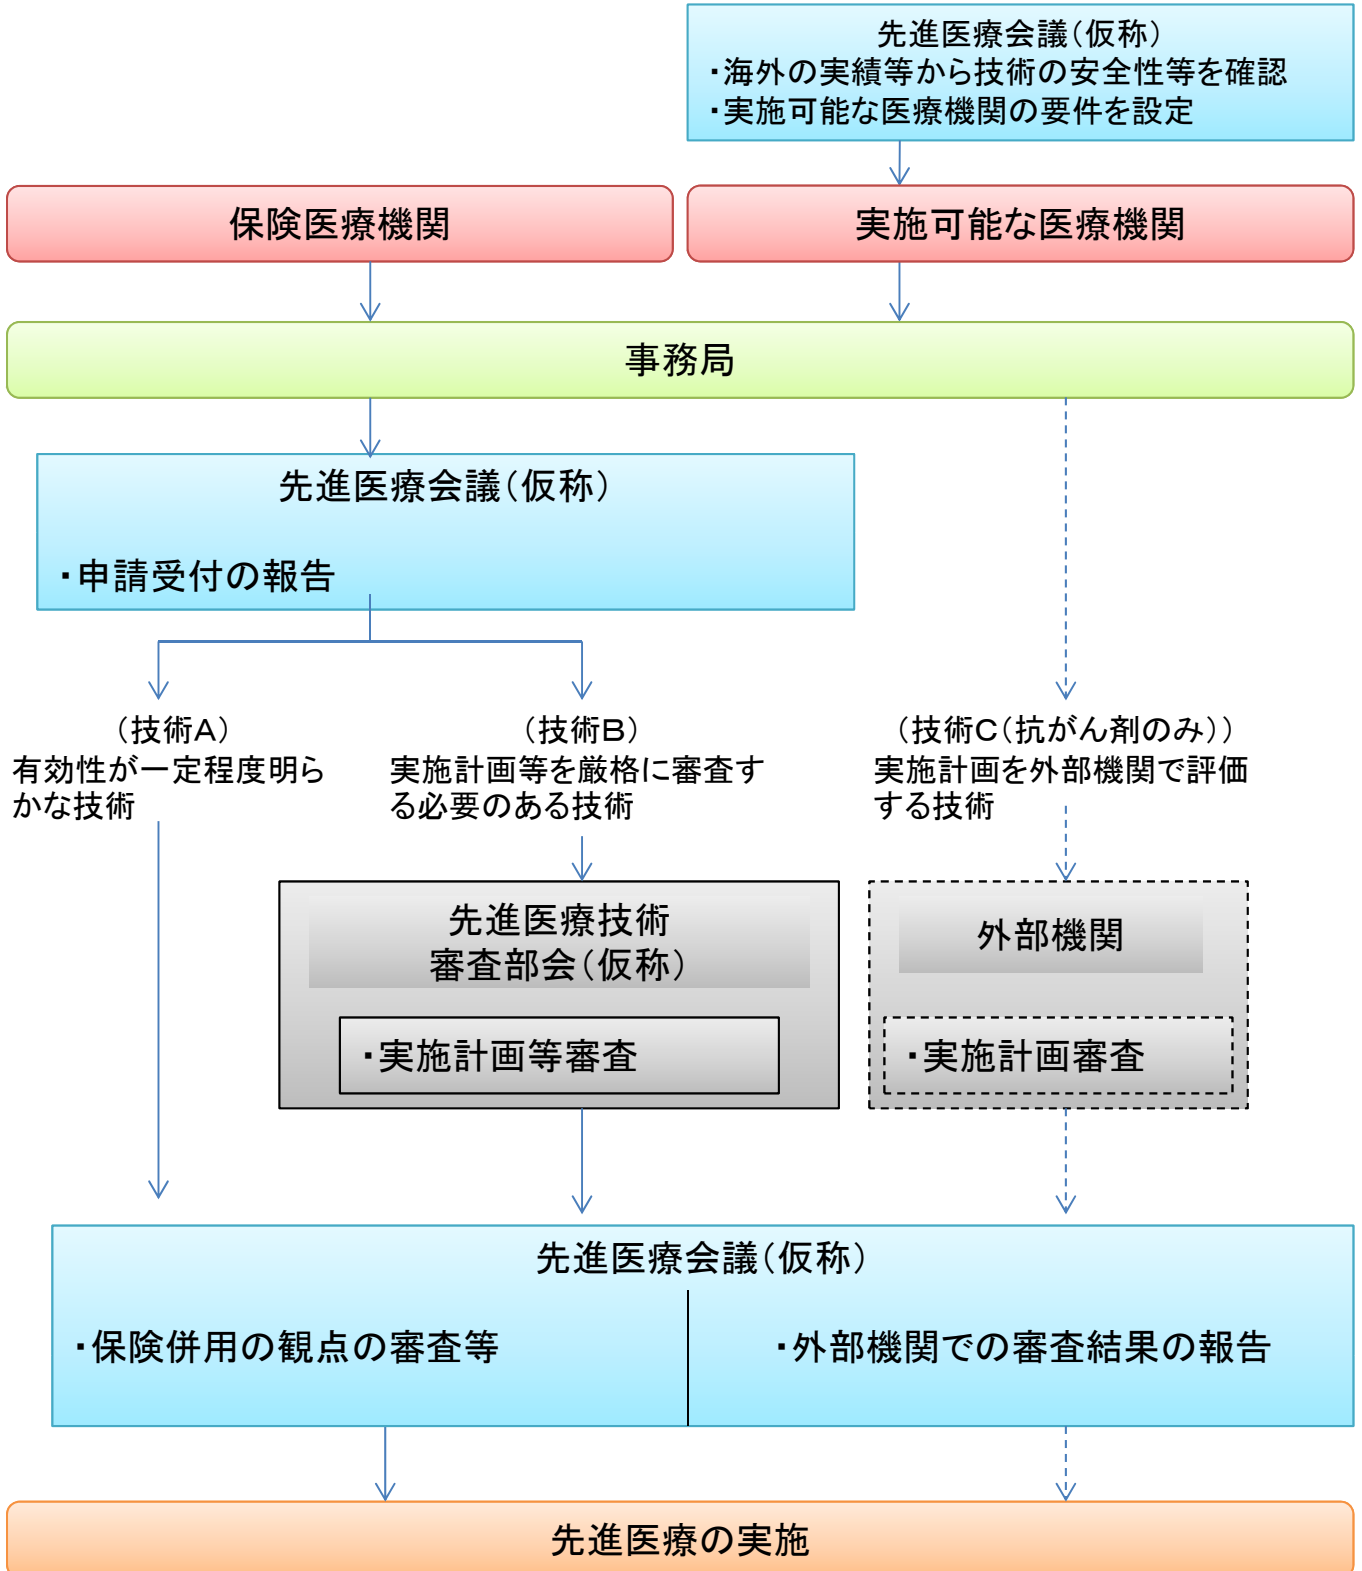 先進医療会議（仮称）
・海外の実績等から技術の安全性等を確認
・実施可能な医療機関の要件を設定
保険医療機関
実施可能な医療機関
事務局
先進医療会議（仮称）
・申請受付の報告
（技術Ａ）
有効性が一定程度明ら
かな技術
（技術Ｂ）
実施計画等を厳格に審査す
る必要のある技術
（技術Ｃ（抗がん剤のみ））
実施計画を外部機関で評価
する技術
先進医療技術
審査部会（仮称）
・実施計画等審査
外部機関
・実施計画審査
先進医療会議（仮称）
・保険併用の観点の審査等
・外部機関での審査結果の報告
先進医療の実施